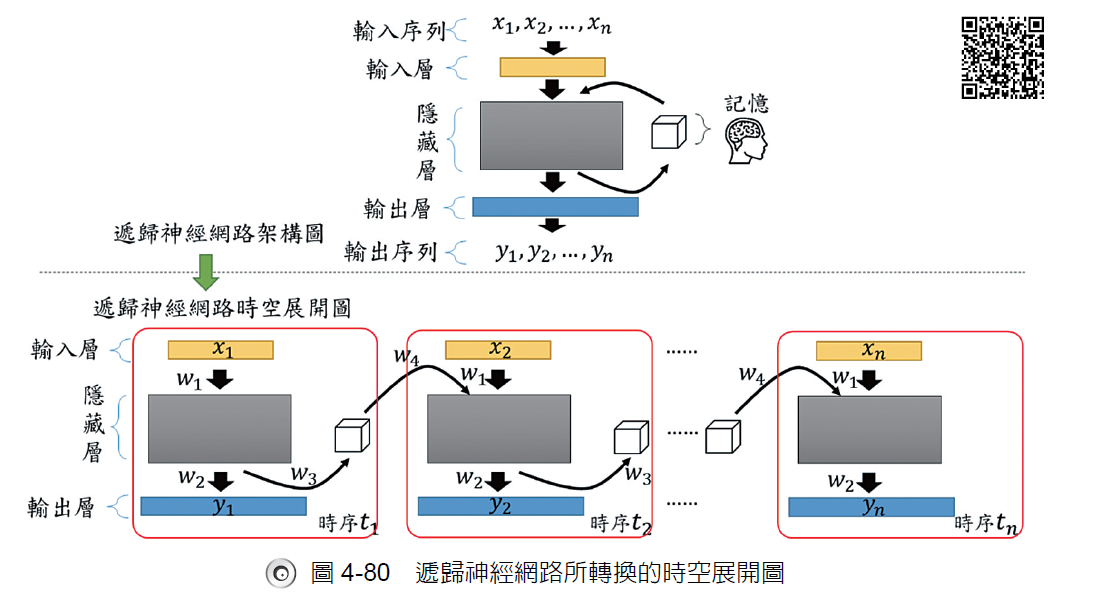 輸入序列 x₁, x₂, ..., xₙ
輸入層
隱藏層
記憶
輸出層
遞歸神經網路架構圖
輸出序列 y₁, y₂, ..., yₙ
遞歸神經網路時空展開圖
輸入層 x₁ x₂ ...... xₙ
w₁ w₄ w₁ w₄ w₁
隱藏層
......
w₂ w₃ w₂ w₃ w₂
輸出層 y₁ y₂ ...... yₙ
時序t₁ 時序t₂ 時序tₙ
圖 4-80 遞歸神經網路所轉換的時空展開圖